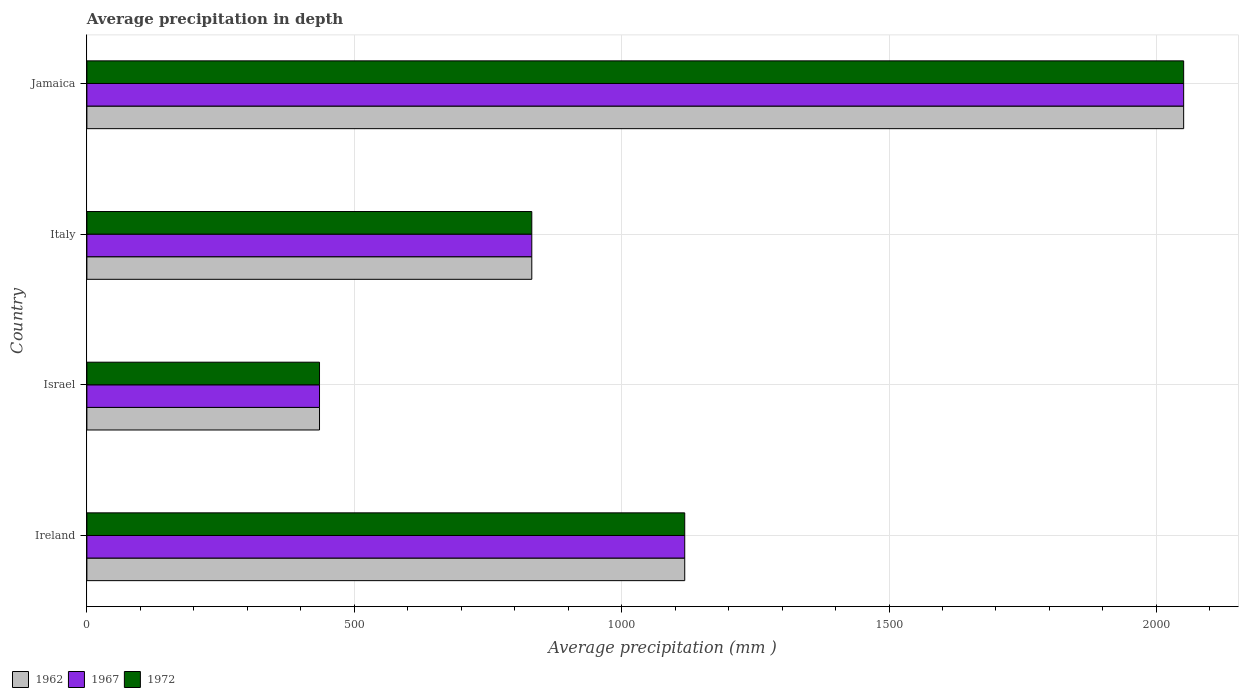 Average precipitation in depth
Jamaica
Italy
Israel
Ireland
Country
0
500
1000
1500
2000
Average precipitation (mm )
1962
1967
1972